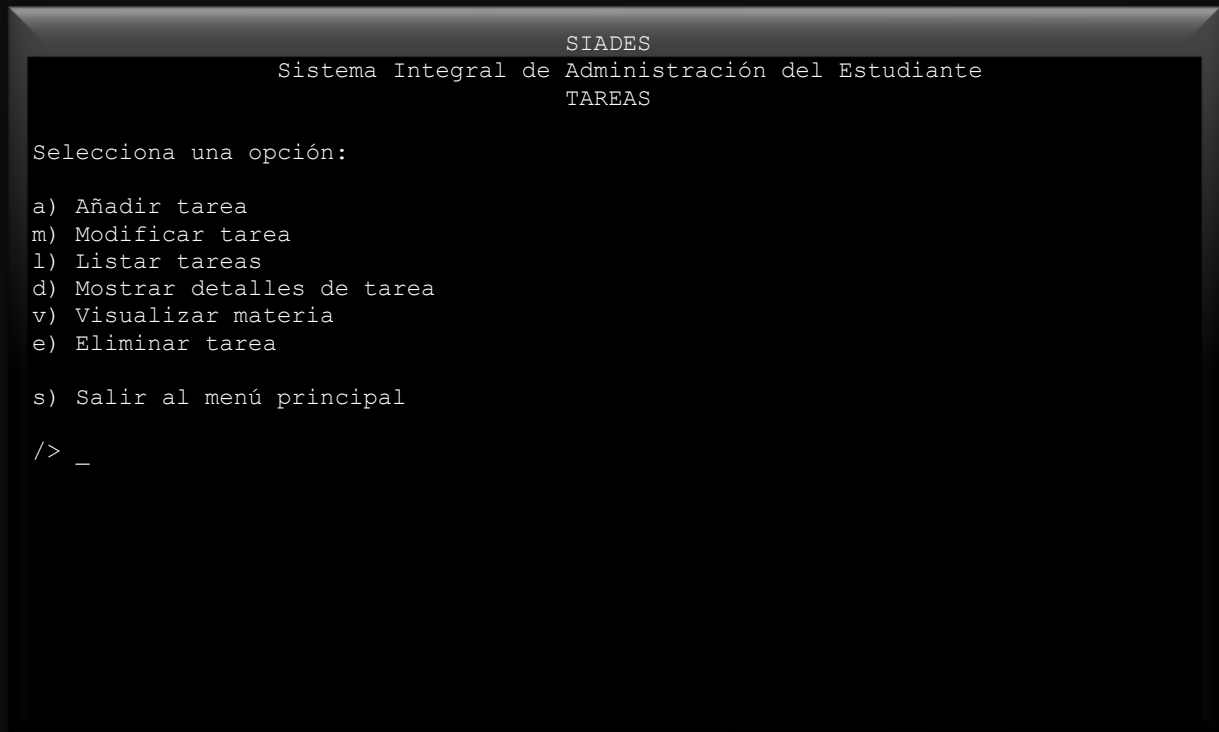 SIADES
Sistema Integral de Administración del Estudiante
TAREAS
Selecciona una opción:
a) Añadir tarea
m) Modificar tarea
l) Listar tareas
d) Mostrar detalles de tarea
v) Visualizar materia
e) Eliminar tarea
s) Salir al menú principal
/> _